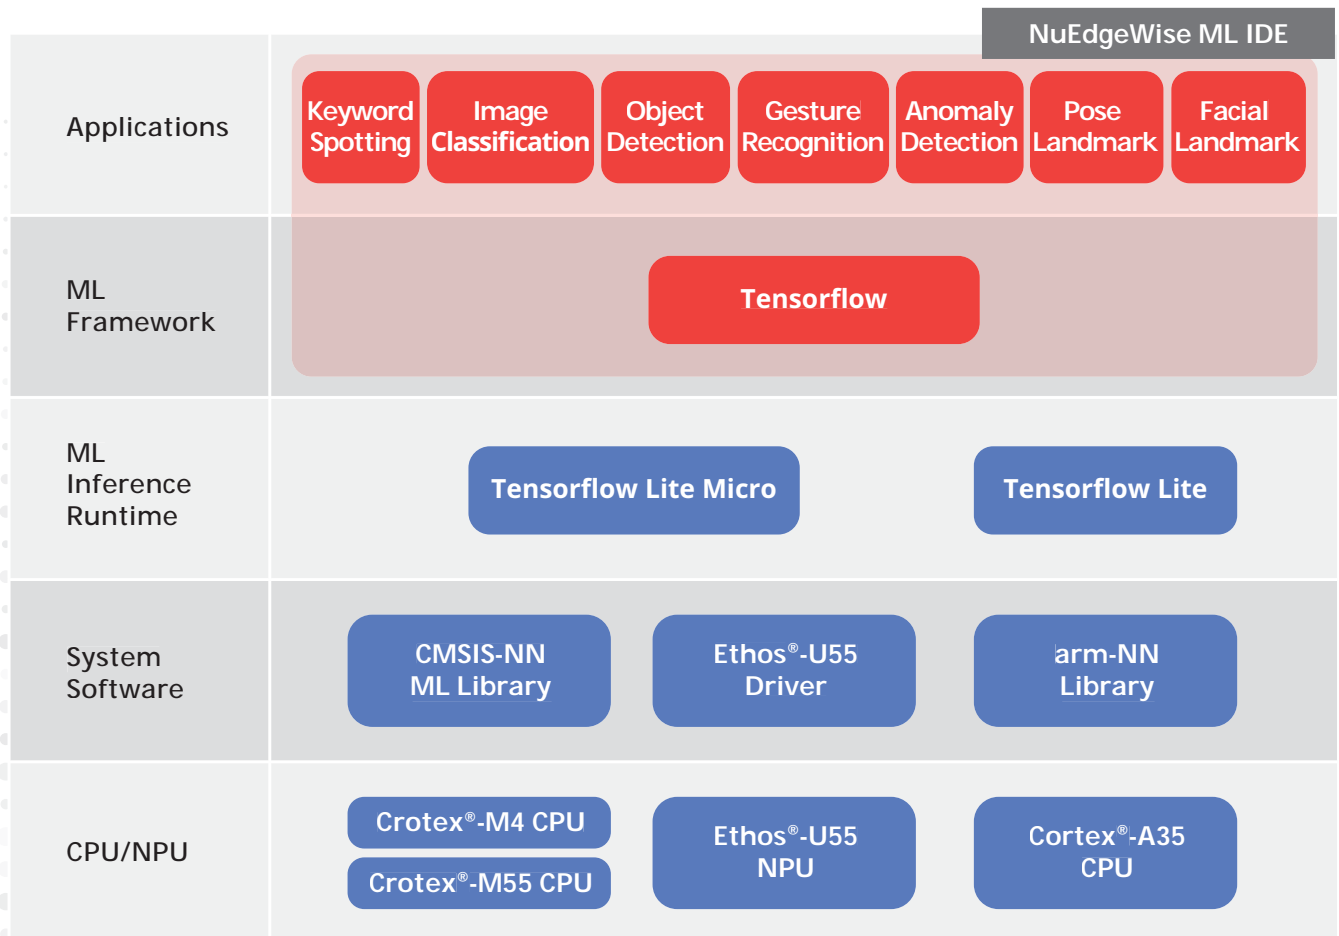 NuEdgeWise ML IDE
Applications
Keyword
Spotting
Image
Classification
Object
Detection
Gesture
Recognition
Anomaly
Detection
Pose
Landmark
Facial
Landmark
ML
Framework
Tensorflow
ML
Inference
Runtime
Tensorflow Lite Micro
Tensorflow Lite
System
Software
CMSIS-NN
ML Library
Ethos®-U55
Driver
arm-NN
Library
CPU/NPU
Crotex®-M4 CPU
Crotex®-M55 CPU
Ethos®-U55
NPU
Cortex®-A35
CPU